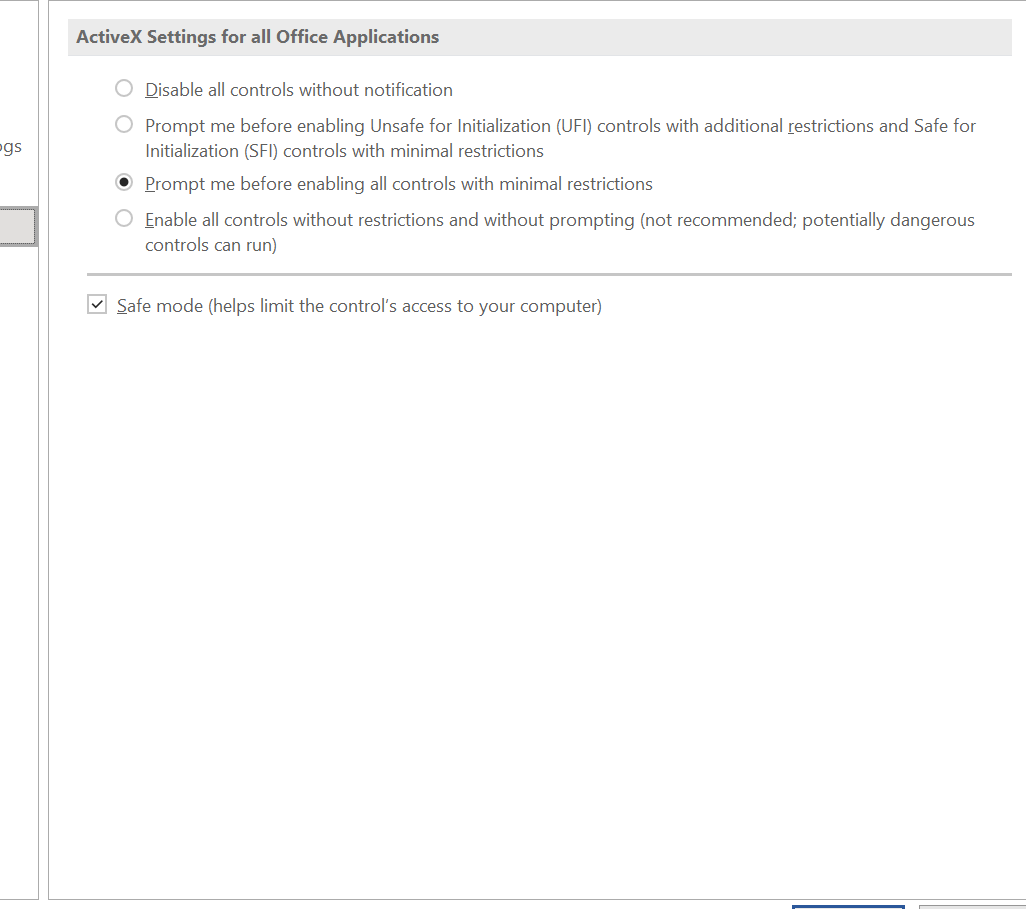 ActiveX Settings for all Office Applications
Disable all controls without notification
Prompt me before enabling Unsafe for Initialization (UFI) controls with additional restrictions and Safe for
Initialization (SFI) controls with minimal restrictions
Prompt me before enabling all controls with minimal restrictions
Enable all controls without restrictions and without prompting (not recommended; potentially dangerous
controls can run)
Safe mode (helps limit the control's access to your computer)